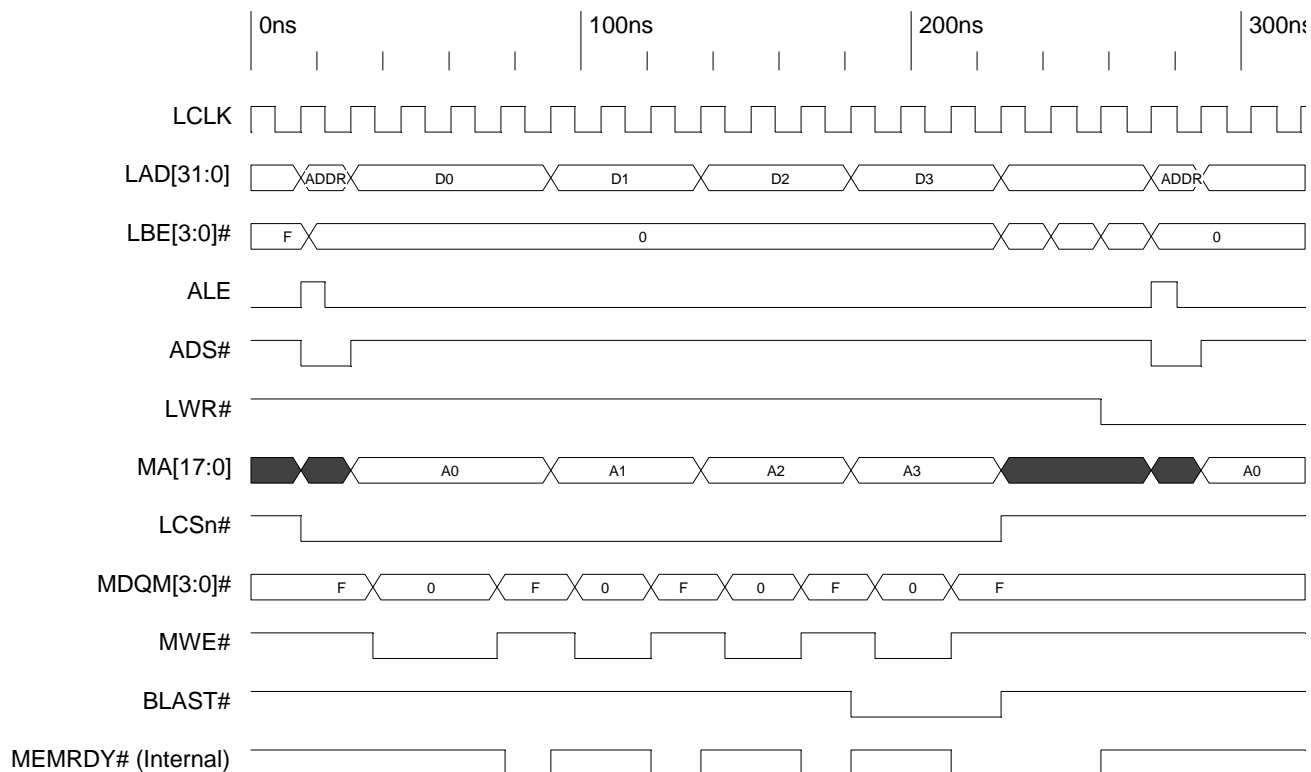 0ns 100ns 200ns 300ns
LCLK
LAD[31:0] ADDR D0 D1 D2 D3 ADDR
LBE[3:0]# F 0 0
ALE
ADS#
LWR#
MA[17:0] A0 A1 A2 A3 A0
LCSn#
MDQM[3:0]# F 0 F 0 F 0 F 0 F
MWE#
BLAST#
MEMRDY# (Internal)